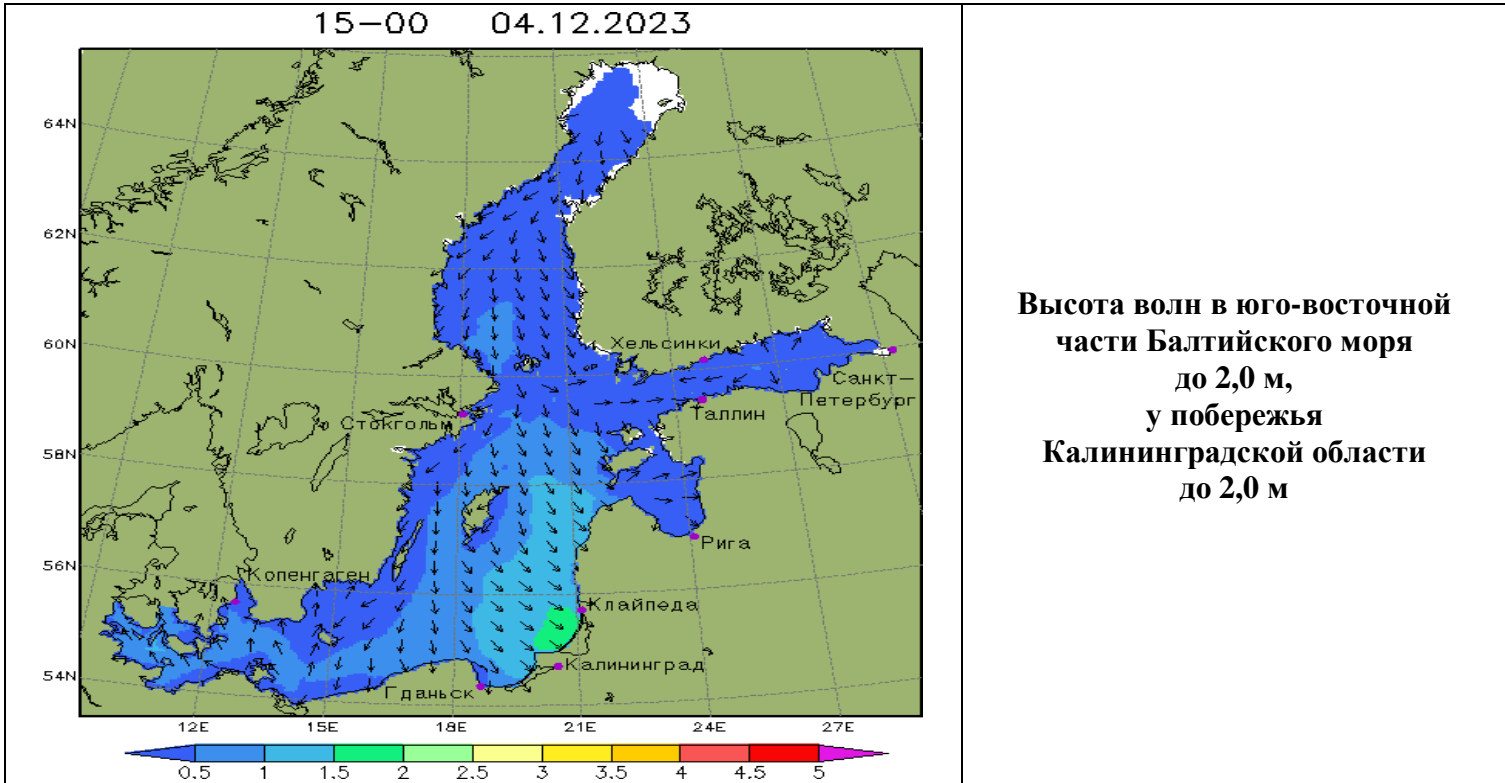 15-00 04.12.2023
64N
62N
60N
58N
56N
54N
Хельсинки
Санкт-
Петербург
Таллин
Стокгольм
Рига
Копенгаген
Клайпеда
Калининград
Гданьск
12E 15E 18E 21E 24E 27E
0.5 1 1.5 2 2.5 3 3.5 4 4.5 5
Высота волн в юго-восточной
части Балтийского моря
до 2,0 м,
у побережья
Калининградской области
до 2,0 м